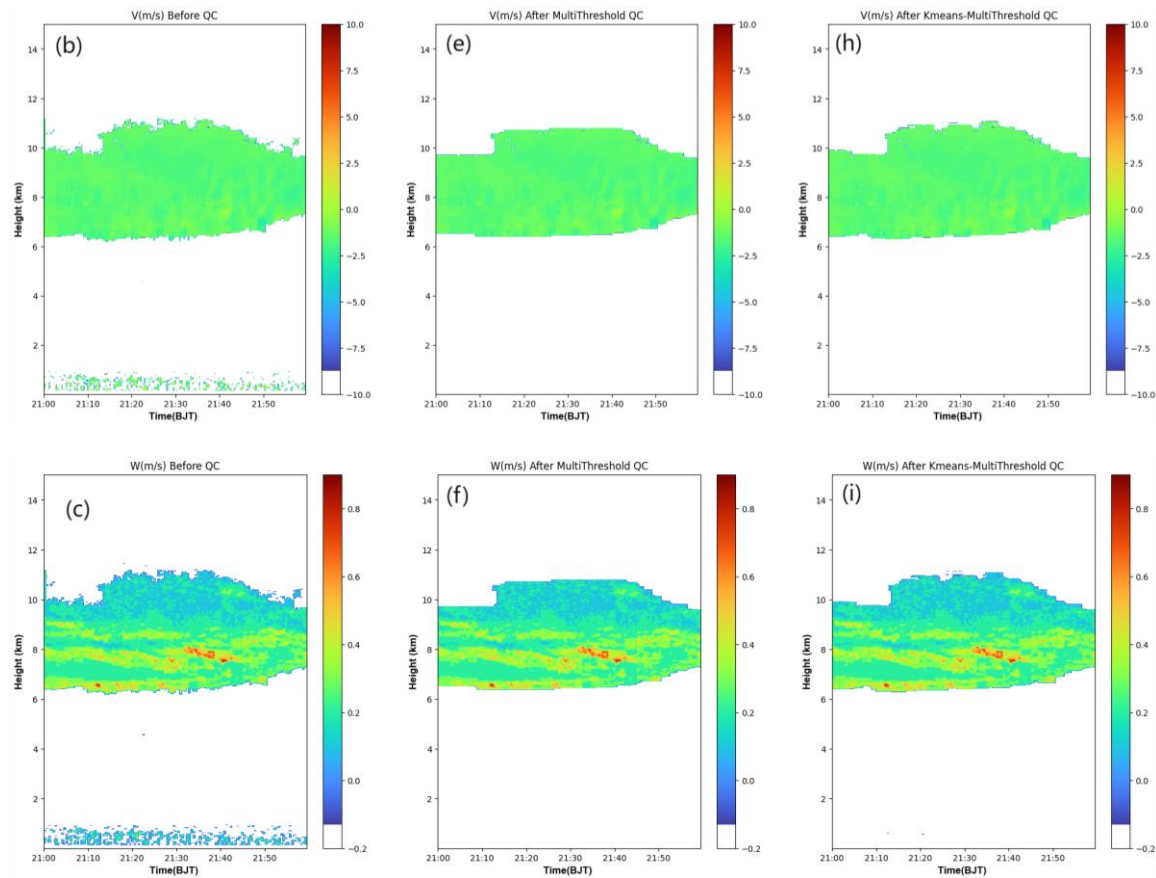 V(m/s) Before QC
(b)
Height (km)
14
12
10
8
6
4
2
21:00 21:10 21:20 21:30 21:40 21:50
Time(BJT)
10.0
7.5
5.0
2.5
0.0
−2.5
−5.0
−7.5
−10.0
V(m/s) After MultiThreshold QC
(e)
Height (km)
14
12
10
8
6
4
2
21:00 21:10 21:20 21:30 21:40 21:50
Time(BJT)
10.0
7.5
5.0
2.5
0.0
−2.5
−5.0
−7.5
−10.0
V(m/s) After Kmeans-MultiThreshold QC
(h)
Height (km)
14
12
10
8
6
4
2
21:00 21:10 21:20 21:30 21:40 21:50
Time(BJT)
10.0
7.5
5.0
2.5
0.0
−2.5
−5.0
−7.5
−10.0
W(m/s) Before QC
(c)
Height (km)
14
12
10
8
6
4
2
21:00 21:10 21:20 21:30 21:40 21:50
Time(BJT)
0.8
0.6
0.4
0.2
0.0
−0.2
W(m/s) After MultiThreshold QC
(f)
Height (km)
14
12
10
8
6
4
2
21:00 21:10 21:20 21:30 21:40 21:50
Time(BJT)
0.8
0.6
0.4
0.2
0.0
−0.2
W(m/s) After Kmeans-MultiThreshold QC
(i)
Height (km)
14
12
10
8
6
4
2
21:00 21:10 21:20 21:30 21:40 21:50
Time(BJT)
0.8
0.6
0.4
0.2
0.0
−0.2